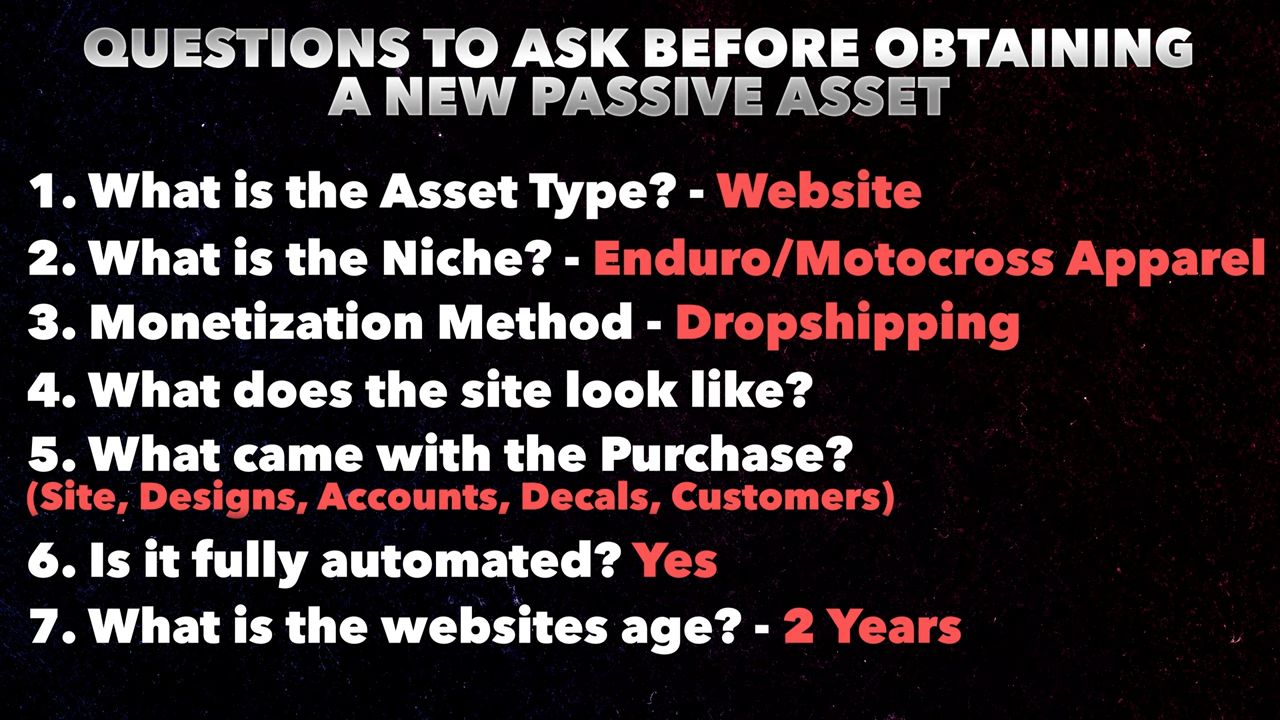 QUESTIONS TO ASK BEFORE OBTAINING
A NEW PASSIVE ASSET
1. What is the Asset Type? - Website
2. What is the Niche? - Enduro/Motocross Apparel
3. Monetization Method - Dropshipping
4. What does the site look like?
5. What came with the Purchase?
(Site, Designs, Accounts, Decals, Customers)
6. Is it fully automated? Yes
7. What is the websites age? - 2 Years